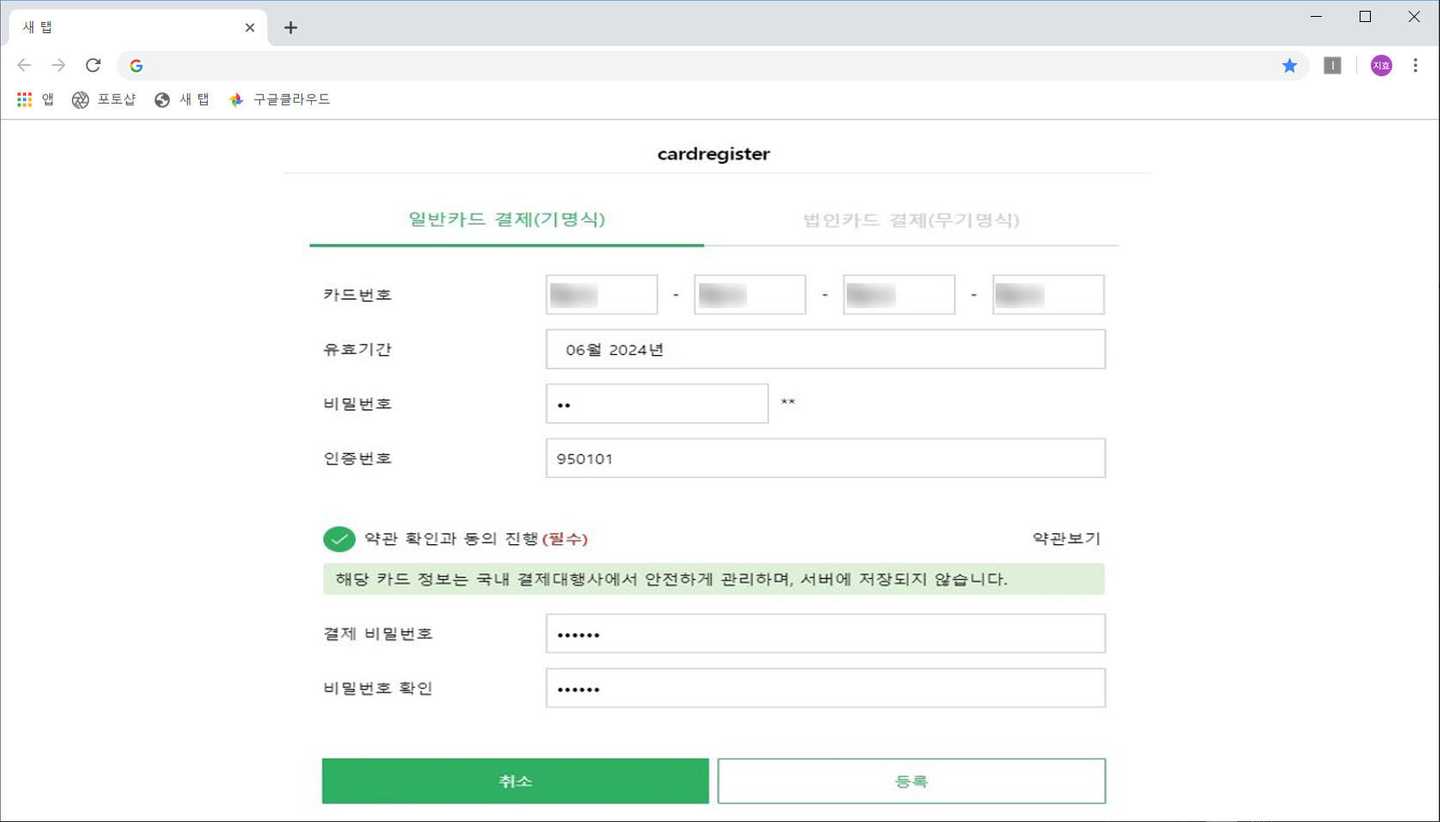 새 탭
앱 포토샵 새 탭 구글클라우드
지효
cardregister
일반카드 결제(기명식) 법인카드 결제(무기명식)
카드번호 - - -
유효기간 06월 2024년
비밀번호 •• **
인증번호 950101
약관 확인과 동의 진행(필수) 약관보기
해당 카드 정보는 국내 결제대행사에서 안전하게 관리하며, 서버에 저장되지 않습니다.
결제 비밀번호 ••••••
비밀번호 확인 ••••••
취소 등록